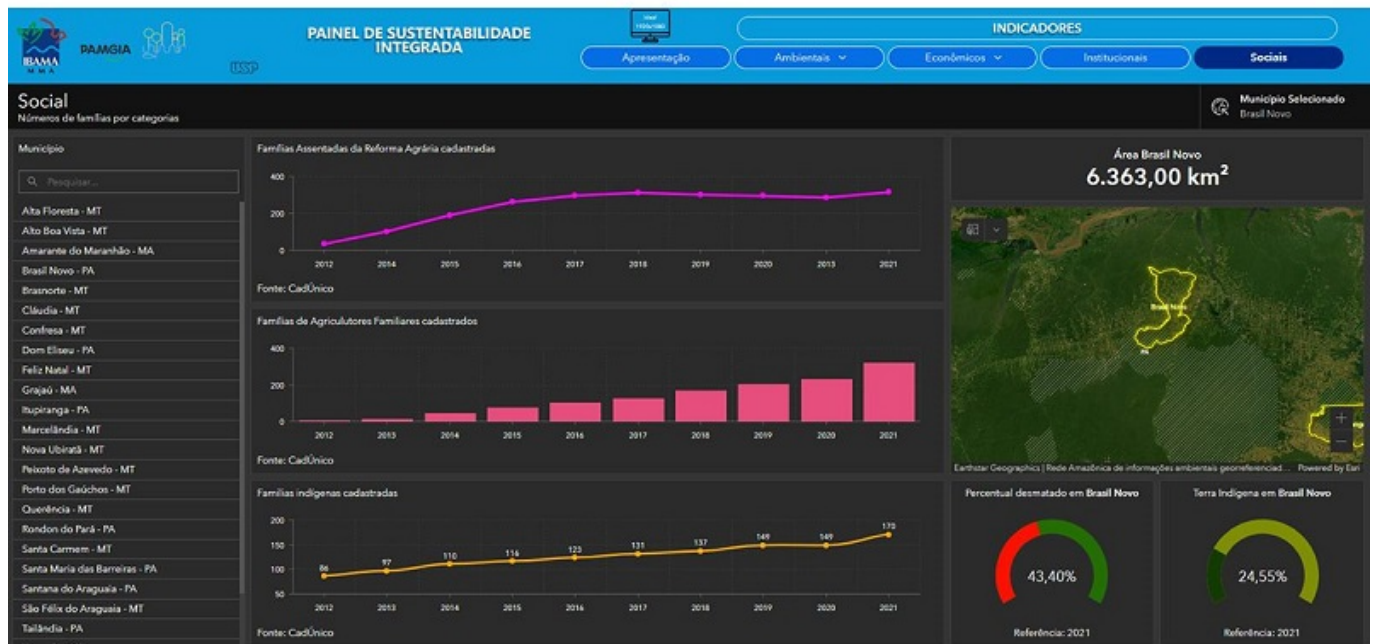 IBAMA
M M A
PAMGIA
USP
PAINEL DE SUSTENTABILIDADE
INTEGRADA
INDICADORES
Apresentação
Ambientais
Econômicos
Institucionais
Sociais
Social
Números de famílias por categorias
Município Selecionado
Brasil Novo
Município
Pesquisar...
Alta Floresta - MT
Alto Boa Vista - MT
Amarante do Maranhão - MA
Brasil Novo - PA
Brasnorte - MT
Cláudia - MT
Confresa - MT
Dom Eliseu - PA
Feliz Natal - MT
Grajaú - MA
Itupiranga - PA
Marcelândia - MT
Nova Ubiratã - MT
Peixoto de Azevedo - MT
Porto dos Gaúchos - MT
Querência - MT
Rondon do Pará - PA
Santa Carmem - MT
Santa Maria das Barreiras - PA
Santana do Araguaia - PA
São Félix do Araguaia - MT
Tailândia - PA
Famílias Assentadas da Reforma Agrária cadastradas
400
200
0
2012 2014 2015 2016 2017 2018 2019 2020 2013 2021
Fonte: CadÚnico
Famílias de Agriculutores Familiares cadastrados
400
200
0
2012 2013 2014 2015 2016 2017 2018 2019 2020 2021
Fonte: CadÚnico
Famílias indígenas cadastradas
200
150
100
50
86 97 110 116 123 131 137 149 149 170
2012 2013 2014 2015 2016 2017 2018 2019 2020 2021
Fonte: CadÚnico
Área Brasil Novo
6.363,00 km²
Brasil Novo
PA
Earthstar Geographics | Rede Amazônica de informações ambientais georreferenciad... Powered by Esri
Percentual desmatado em Brasil Novo
43,40%
Referência: 2021
Terra Indígena em Brasil Novo
24,55%
Referência: 2021